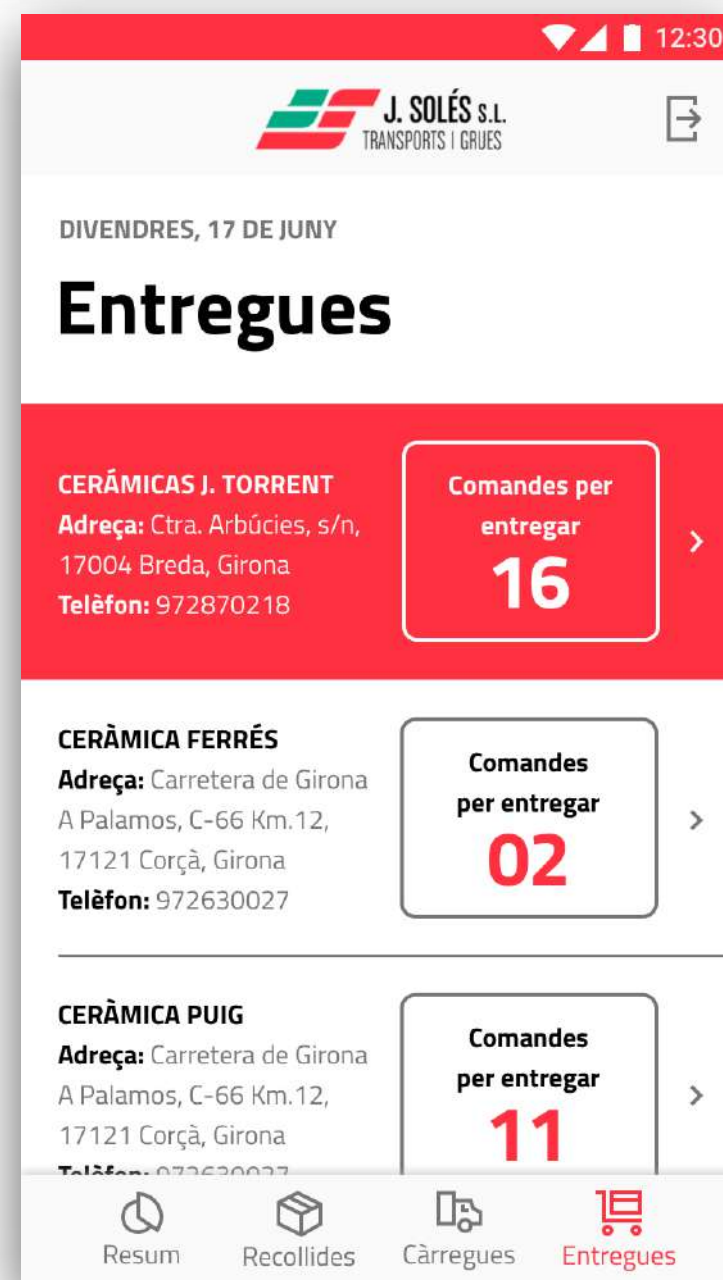 12:30
J. SOLÉS S.L.
TRANSPORTS I GRUES
DIVENDRES, 17 DE JUNY
Entregues
CERÁMICAS J. TORRENT
Adreça: Ctra. Arbúcies, s/n,
17004 Breda, Girona
Telèfon: 972870218
Comandes per
entregar
16
CERÀMICA FERRÉS
Adreça: Carretera de Girona
A Palamos, C-66 Km.12,
17121 Corçà, Girona
Telèfon: 972630027
Comandes
per entregar
02
CERÀMICA PUIG
Adreça: Carretera de Girona
A Palamos, C-66 Km.12,
17121 Corçà, Girona
Telèfon: 972630027
Comandes
per entregar
11
Resum
Recollides
Càrregues
Entregues